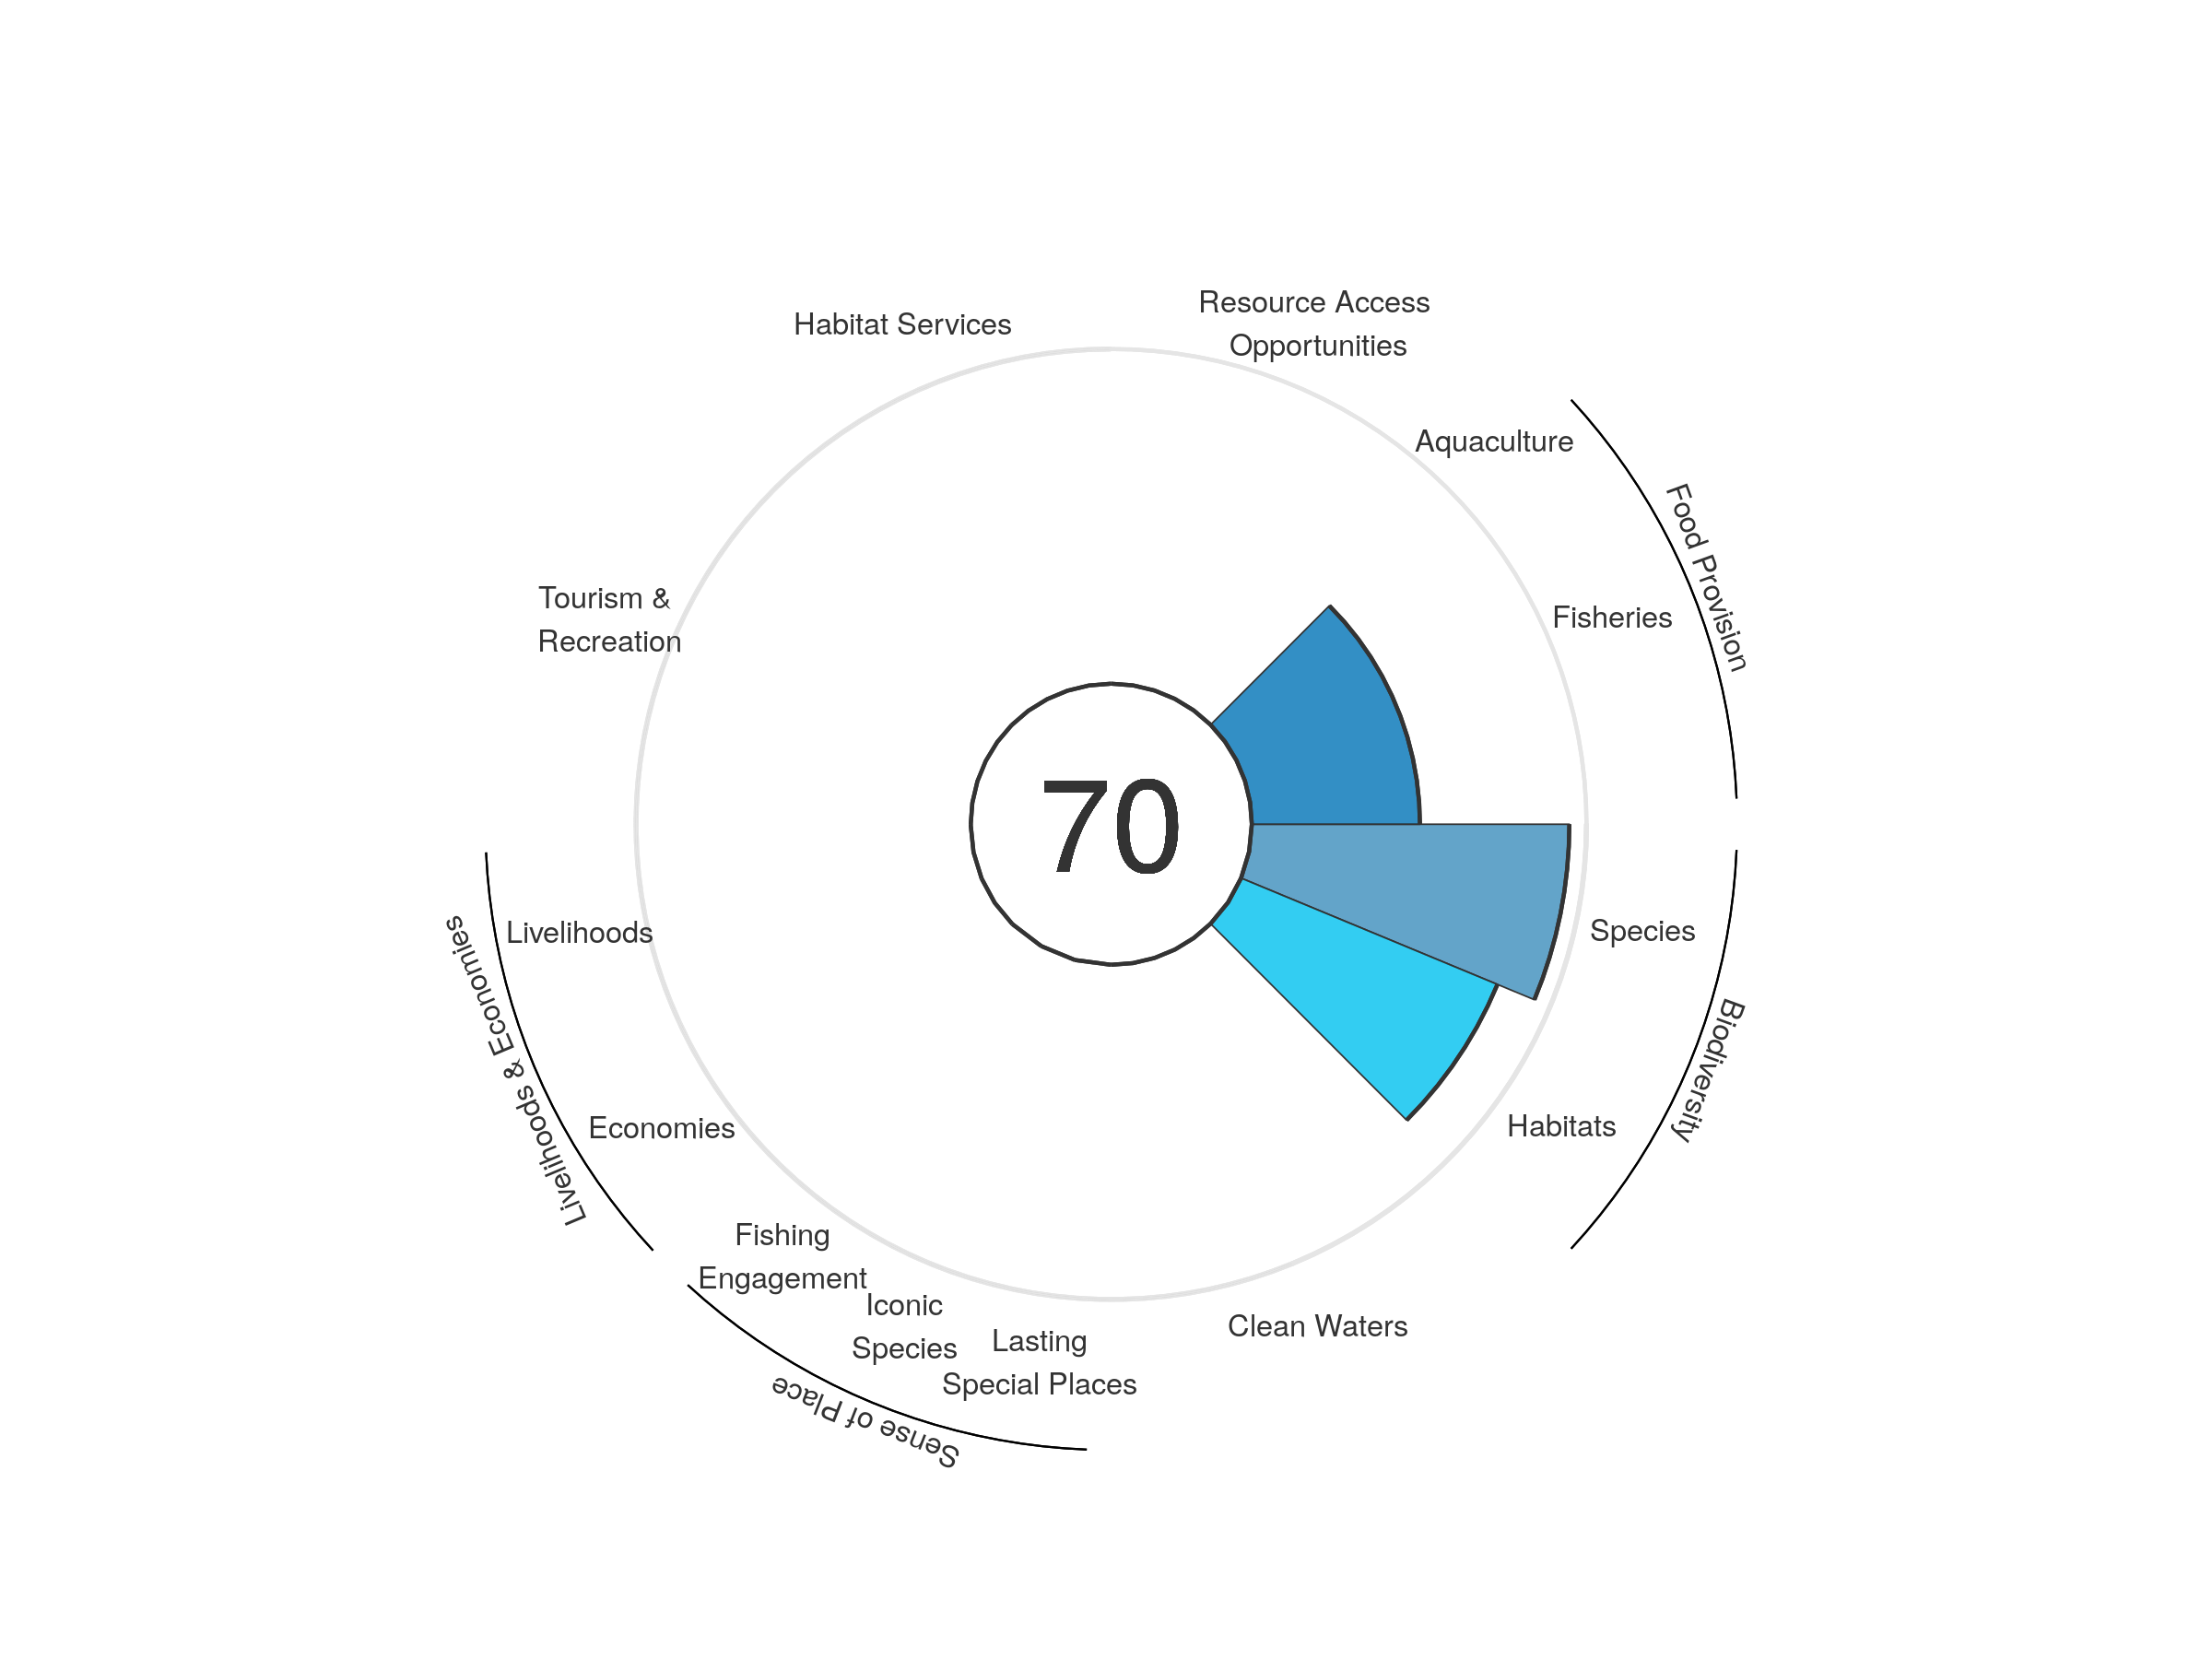 Resource Access
Opportunities
Habitat Services
Aquaculture
Food Provision
Fisheries
Tourism &
Recreation
70
Species
Livelihoods
Biodiversity
Livelihoods & Economies
Habitats
Economies
Fishing
Engagement
Iconic
Species
Lasting
Special Places
Clean Waters
Sense of Place